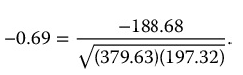 −0.69 = −188.68 / √(379.63)(197.32).